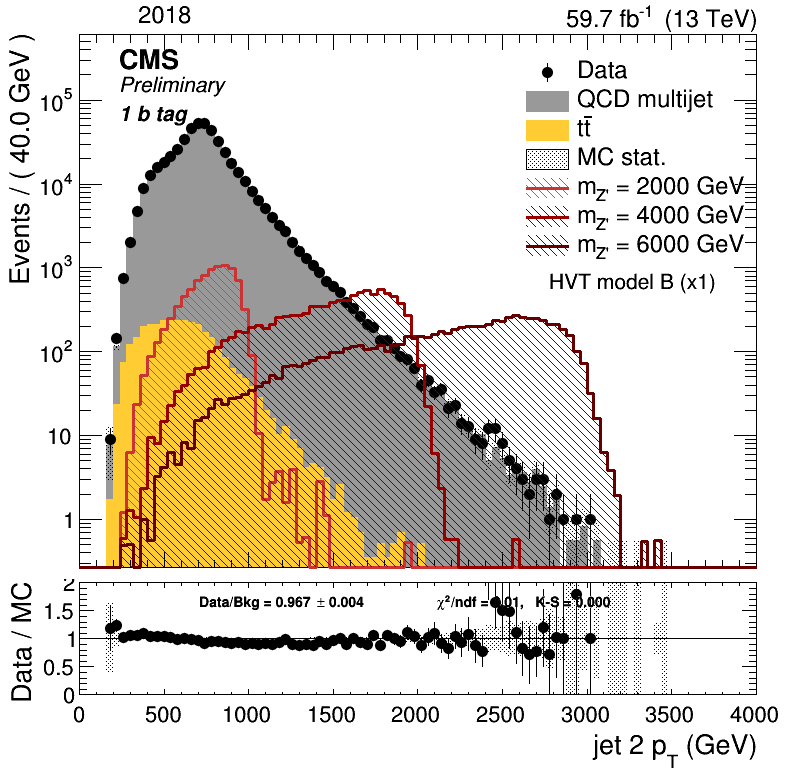 2018
59.7 fb⁻¹ (13 TeV)
CMS
Preliminary
1 b tag
Events / ( 40.0 GeV )
10⁵
10⁴
10³
10²
10
1
Data
QCD multijet
tt̄
MC stat.
m_Z' = 2000 GeV
m_Z' = 4000 GeV
m_Z' = 6000 GeV
HVT model B (x1)
Data / MC
2
1.5
1
0.5
0
Data/Bkg = 0.967 ± 0.004
χ²/ndf = .01, K-S = 0.000
0 500 1000 1500 2000 2500 3000 3500 4000
jet 2 p_T (GeV)